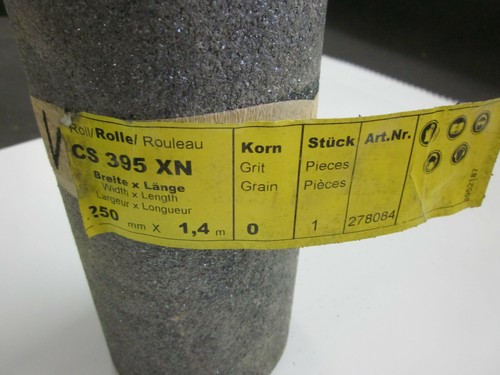 Roll/Rolle/ Rouleau
CS 395 XN
Breite x Länge
Width x Length
Largeur x Longueur
250 mm X 1,4 m
Korn
Grit
Grain
0
Stück
Pieces
Pièces
1
Art.Nr.
278084